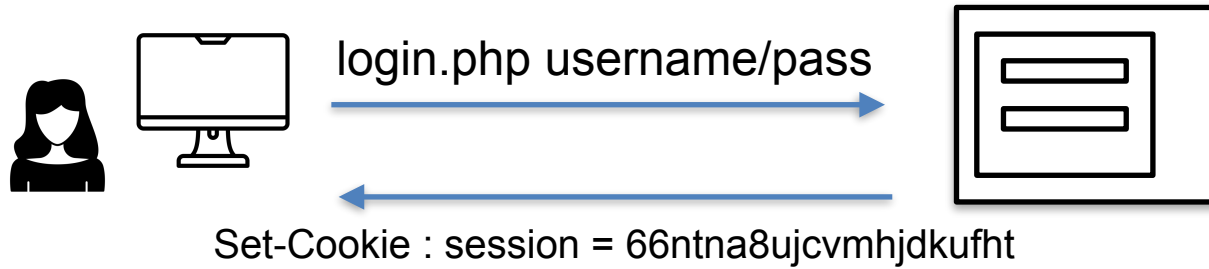 login.php username/pass
Set-Cookie : session = 66ntna8ujcvmhjdkufht